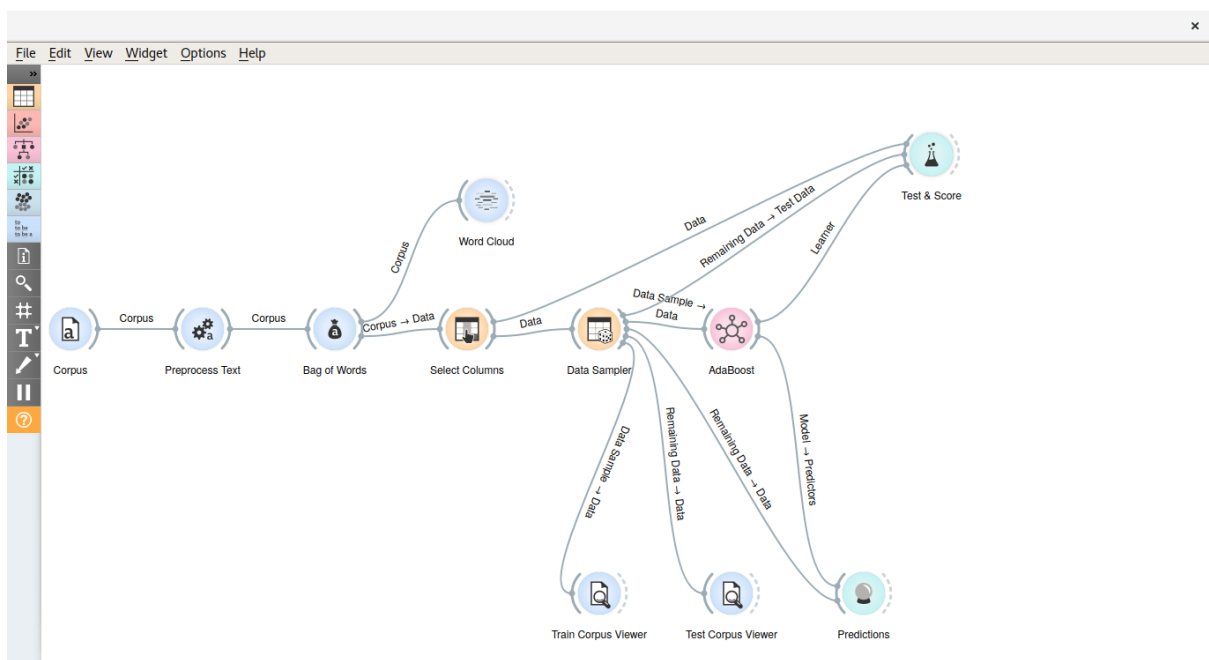 File Edit View Widget Options Help
Test & Score
Data
Remaining Data → Test Data
Learner
Word Cloud
Corpus
Data Sample →
Data
Corpus
Corpus
Corpus → Data
Data
Corpus
Preprocess Text
Bag of Words
Select Columns
Data Sampler
AdaBoost
Data Sample → Data
Remaining Data → Data
Remaining Data → Data
Model → Predictors
Train Corpus Viewer
Test Corpus Viewer
Predictions